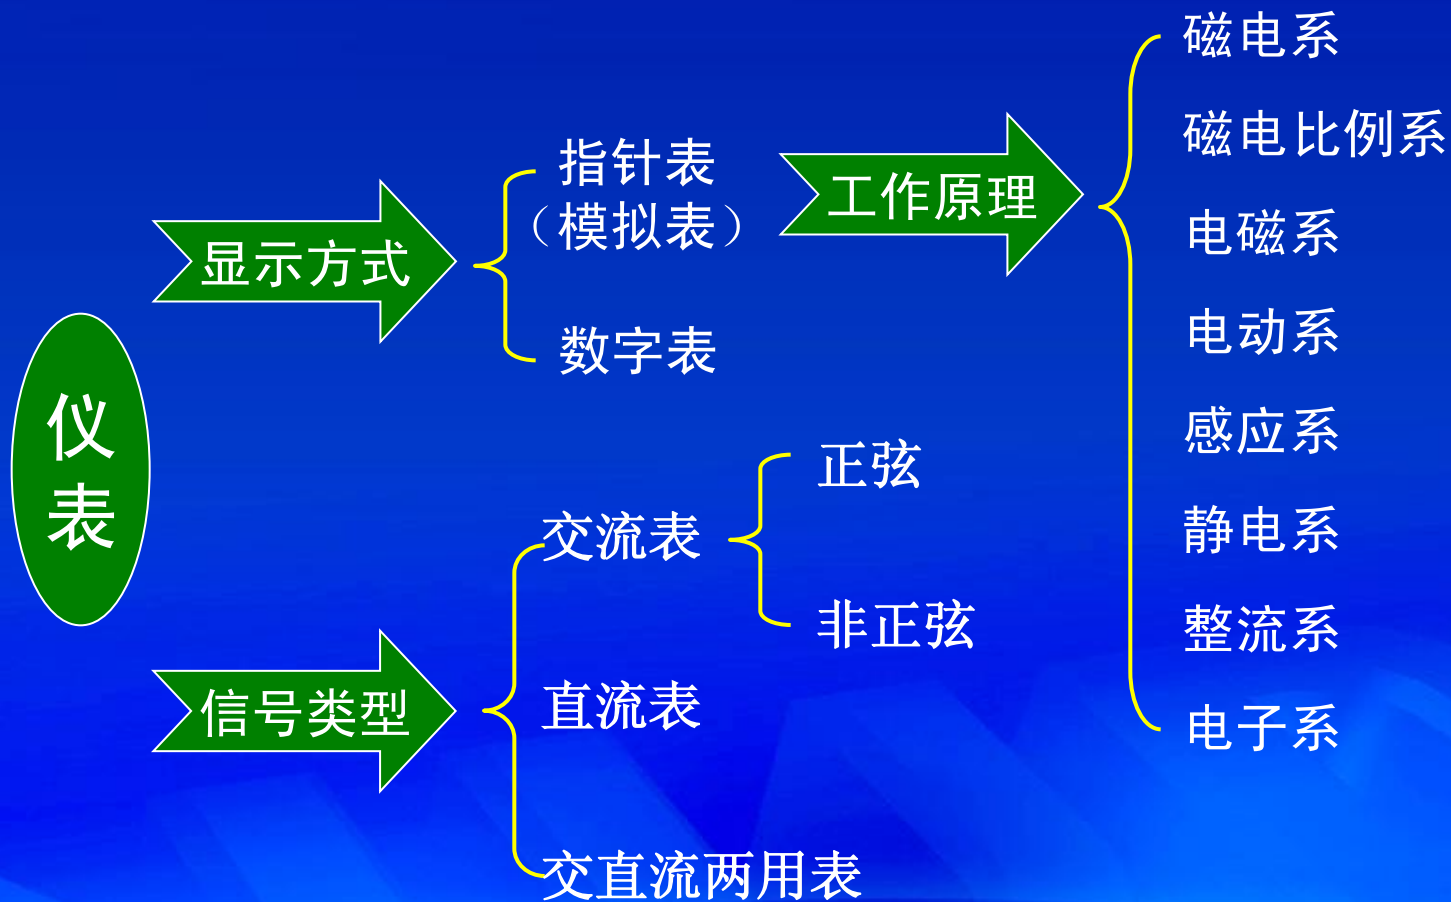 仪
表
显示方式
指针表
（模拟表）
数字表
工作原理
磁电系
磁电比例系
电磁系
电动系
感应系
静电系
整流系
电子系
信号类型
交流表
正弦
非正弦
直流表
交直流两用表